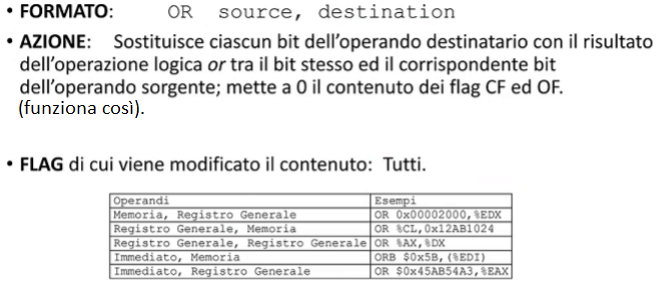 • FORMATO: OR source, destination
• AZIONE: Sostituisce ciascun bit dell'operando destinatario con il risultato
dell'operazione logica or tra il bit stesso ed il corrispondente bit
dell'operando sorgente; mette a 0 il contenuto dei flag CF ed OF.
(funziona così).
• FLAG di cui viene modificato il contenuto: Tutti.
Operandi Esempi
Memoria, Registro Generale OR 0x00002000,%EDX
Registro Generale, Memoria OR %CL,0x12AB1024
Registro Generale, Registro Generale OR %AX,%DX
Immediato, Memoria ORB $0x5B,(%EDI)
Immediato, Registro Generale OR $0x45AB54A3,%EAX